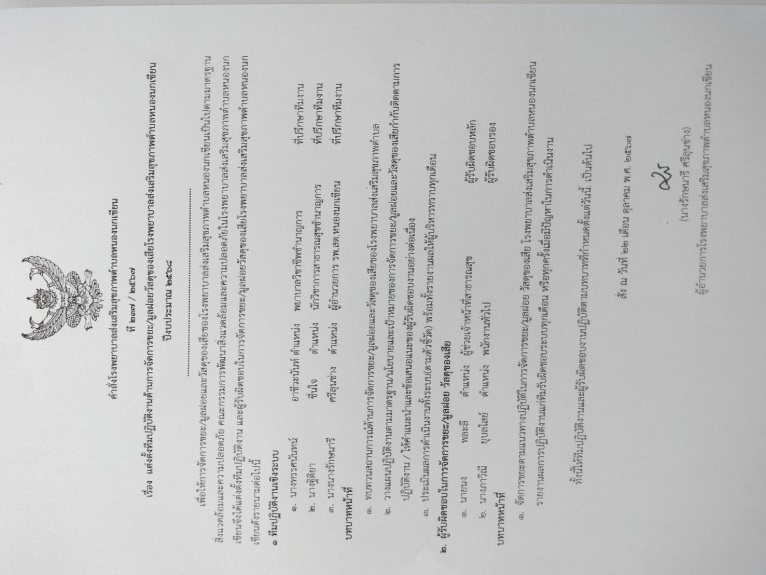 คำสั่งโรงพยาบาลส่งเสริมสุขภาพตำบลหนองนกเขียน
ที่ ๒๑๗ / ๒๕๖๗
เรื่อง แต่งตั้งทีมปฏิบัติงานด้านการจัดการขยะ/มูลฝอย/วัสดุของเสียโรงพยาบาลส่งเสริมสุขภาพตำบลหนองนกเขียน
ปีงบประมาณ ๒๕๖๘
เพื่อให้การจัดการขยะ/มูลฝอยและวัสดุของเสียของโรงพยาบาลส่งเสริมสุขภาพตำบลหนองนกเขียนเป็นไปตามมาตรฐาน
สิ่งแวดล้อมและความปลอดภัย คณะกรรมการพัฒนาสิ่งแวดล้อมและความปลอดภัยในโรงพยาบาลส่งเสริมสุขภาพตำบลหนองนก
เขียนจึงได้แต่งตั้งทีมปฏิบัติงาน และผู้รับผิดชอบในการจัดการขยะ/มูลฝอยวัสดุของเสียโรงพยาบาลส่งเสริมสุขภาพตำบลหนองนก
เขียนดังรายนามต่อไปนี้
๑ ทีมปฏิบัติงานเชิงระบบ
๑. อาชีวะนันท์ ตำแหน่ง พยาบาลวิชาชีพชำนาญการ ที่ปรึกษาทีมงาน
๒. นางฐิติยา ชื่นใจ ตำแหน่ง นักวิชาการสาธารณสุขชำนาญการ ที่ปรึกษาทีมงาน
๓. นางนางรักษนารี ศรีสุนช่าง ตำแหน่ง ผู้อำนวยการ รพ.สต.หนองนกเขียน ที่ปรึกษาทีมงาน
บทบาทหน้าที่
๑. ทบทวนสถานการณ์ด้านการจัดการขยะ/มูลฝอยและวัสดุของเสียของโรงพยาบาลส่งเสริมสุขภาพตำบล
๒. วางแผนปฏิบัติงานตามมาตรฐาน/นโยบายและเป้าหมายของการจัดการขยะ/มูลฝอยและวัสดุของเสียกำกับติดตามการ
ปฏิบัติงาน / ให้คำแนะนำและข้อเสนอแนะของผู้รับผิดชอบงานอย่างต่อเนื่อง
๓. ประเมินผลการดำเนินงานทั้งระบบ(ตามตัวชี้วัด) พร้อมทั้งรายงานผลให้ผู้บริหารทราบทุกเดือน
๒. ผู้รับผิดชอบในการจัดการขยะ/มูลฝอย วัสดุของเสีย
๑. ตำแหน่ง ผู้ช่วยเจ้าหน้าที่สาธารณสุข ผู้รับผิดชอบหลัก
๒. นางภาวิณี ตำแหน่ง พนักงานทั่วไป ผู้รับผิดชอบรอง
บทบาทหน้าที่
๑. จัดการขยะตามแนวทางปฏิบัติในการจัดการขยะ/มูลฝอย วัสดุของเสีย โรงพยาบาลส่งเสริมสุขภาพตำบลหนองนกเขียน
รายงานผลการปฏิบัติงานแก่ทีมรับผิดชอบระบบทุกเดือน หรือทุกครั้งเมื่อมีปัญหาในการดำเนินงาน
ทั้งนี้ให้ทีมปฏิบัติงานและผู้รับผิดชอบงานปฏิบัติตามบทบาทที่กำหนดตั้งแต่วันนี้ เป็นต้นไป
สั่ง ณ วันที่ ๒๒ เดือน ตุลาคม พ.ศ. ๒๕๖๗
(นางรักษนารี ศรีสุนช่าง)
ผู้อำนวยการโรงพยาบาลส่งเสริมสุขภาพตำบลหนองนกเขียน